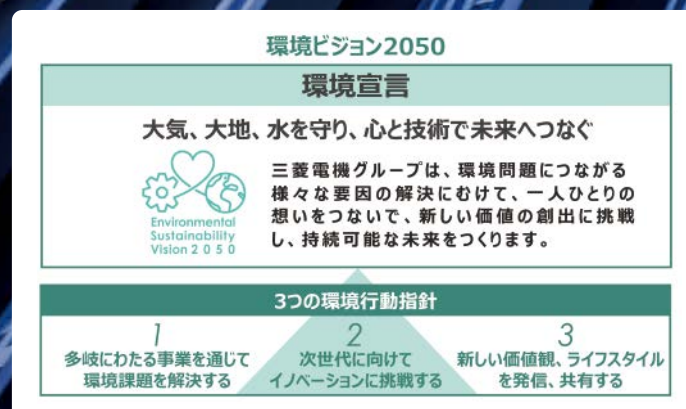 環境ビジョン2050
環境宣言
大気、大地、水を守り、心と技術で未来へつなぐ
Environmental
Sustainability
Vision 2 0 5 0
三菱電機グループは、環境問題につながる
様々な要因の解決にむけて、一人ひとりの
想いをつないで、新しい価値の創出に挑戦
し、持続可能な未来をつくります。
3つの環境行動指針
1
多岐にわたる事業を通じて
環境課題を解決する
2
次世代に向けて
イノベーションに挑戦する
3
新しい価値観、ライフスタイル
を発信、共有する